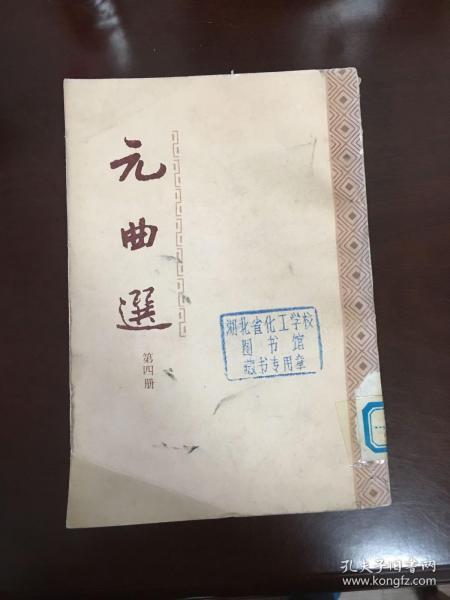 元曲選
第四册
湖北省化工学校
图书馆
藏书专用章
孔夫子旧书网
www.kongfz.com